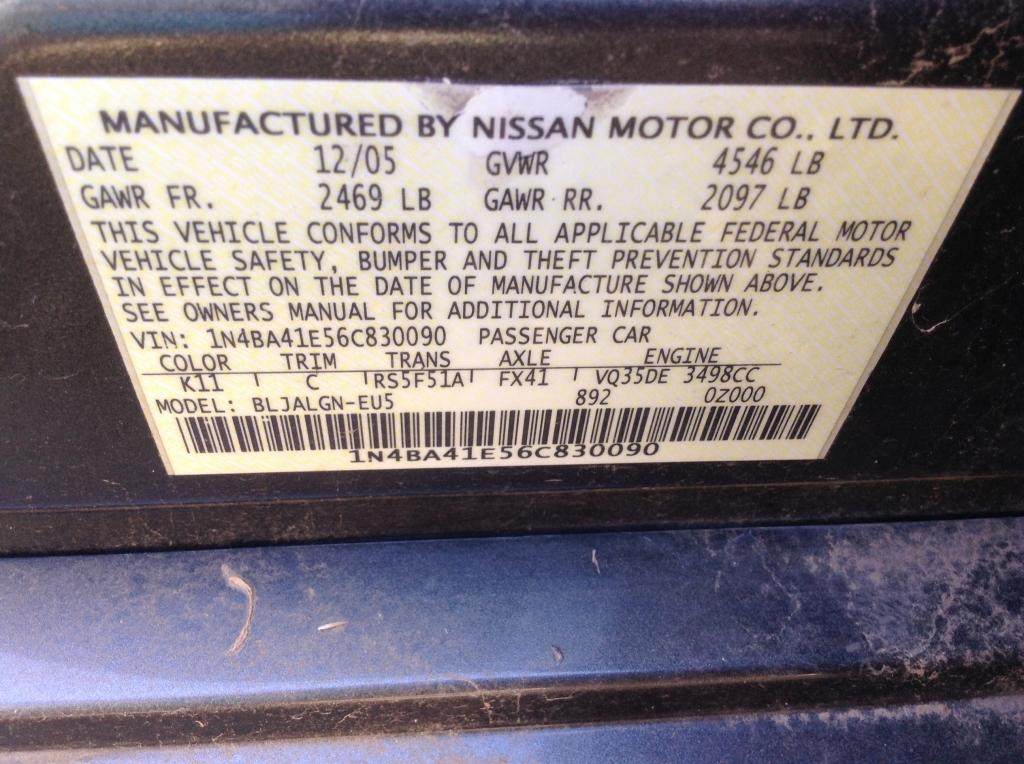 MANUFACTURED BY NISSAN MOTOR CO., LTD.
DATE 12/05 GVWR 4546 LB
GAWR FR. 2469 LB GAWR RR. 2097 LB
THIS VEHICLE CONFORMS TO ALL APPLICABLE FEDERAL MOTOR
VEHICLE SAFETY, BUMPER AND THEFT PREVENTION STANDARDS
IN EFFECT ON THE DATE OF MANUFACTURE SHOWN ABOVE.
SEE OWNERS MANUAL FOR ADDITIONAL INFORMATION.
VIN: 1N4BA41E56C830090 PASSENGER CAR
COLOR TRIM TRANS AXLE ENGINE
K11 C RS5F51A FX41 VQ35DE 3498CC
MODEL: BLJALGN-EU5 892 0Z000
1N4BA41E56C830090